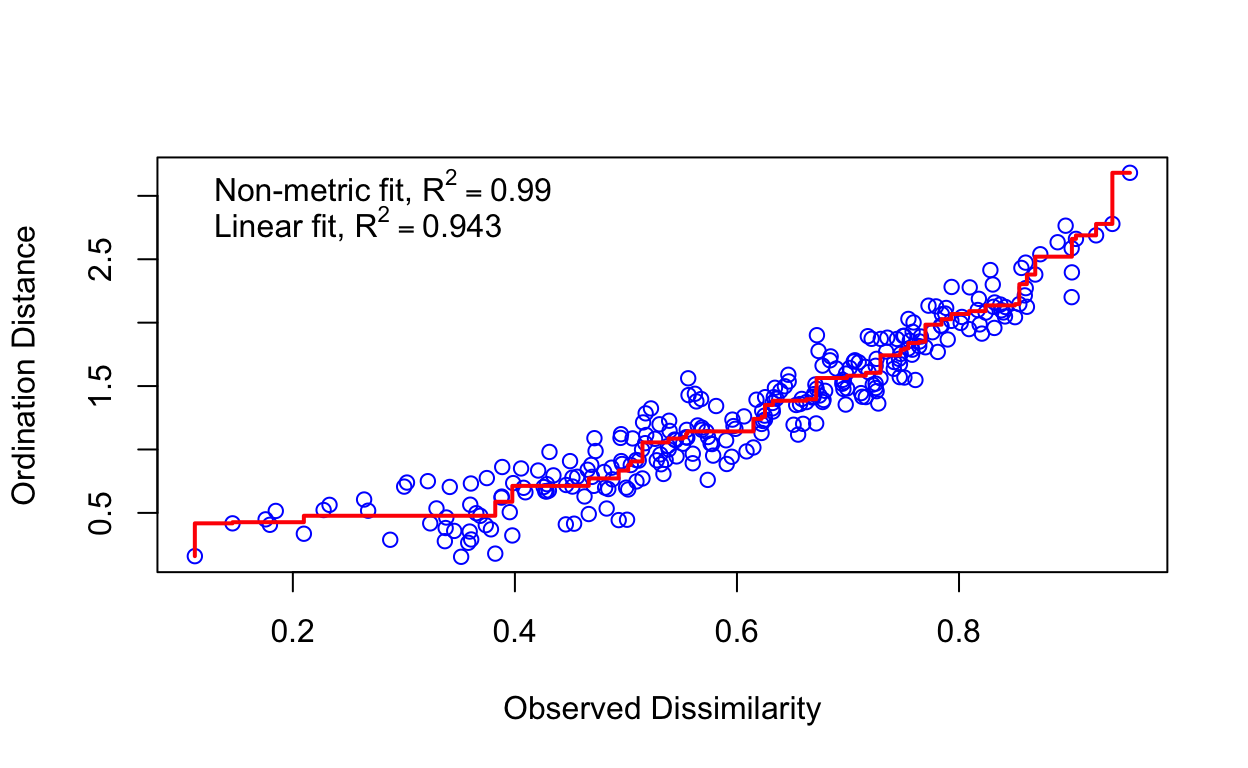 Non-metric fit, R² = 0.99
Linear fit, R² = 0.943
Ordination Distance
2.5
1.5
0.5
0.2 0.4 0.6 0.8
Observed Dissimilarity